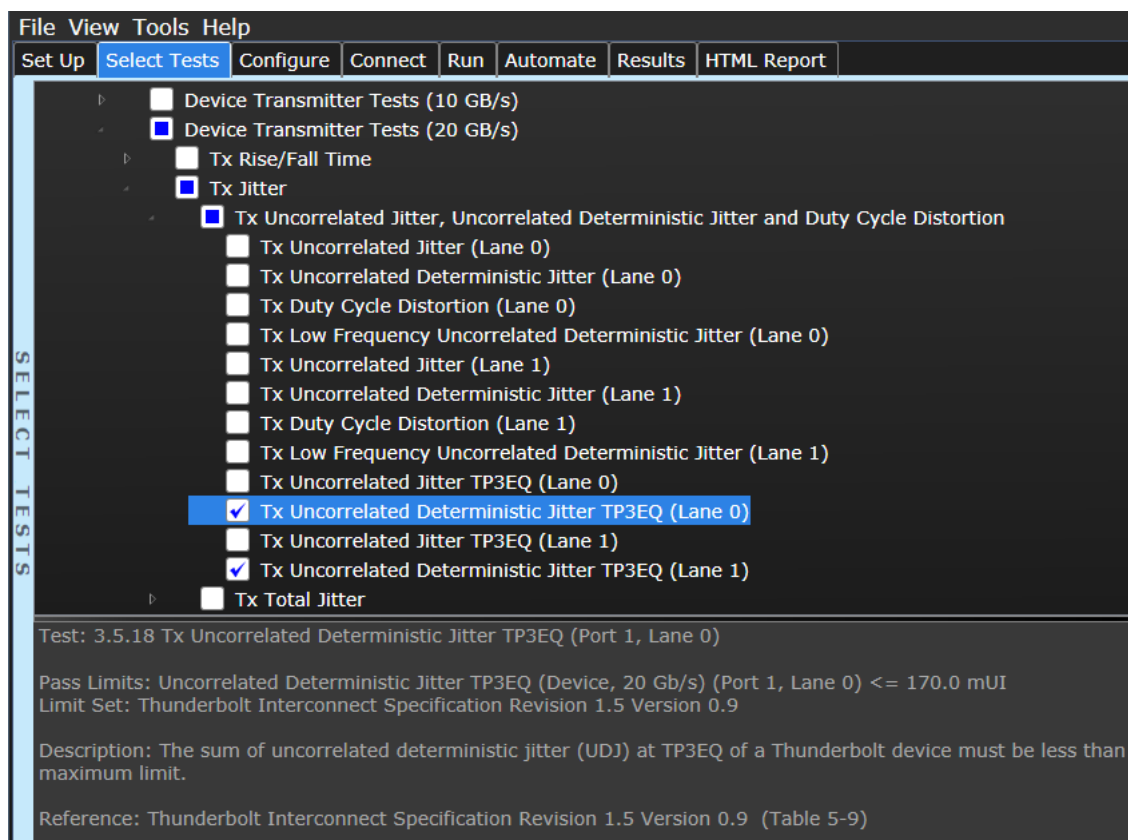 File View Tools Help
Set Up Select Tests Configure Connect Run Automate Results HTML Report
SELECT TESTS
Device Transmitter Tests (10 GB/s)
Device Transmitter Tests (20 GB/s)
Tx Rise/Fall Time
Tx Jitter
Tx Uncorrelated Jitter, Uncorrelated Deterministic Jitter and Duty Cycle Distortion
Tx Uncorrelated Jitter (Lane 0)
Tx Uncorrelated Deterministic Jitter (Lane 0)
Tx Duty Cycle Distortion (Lane 0)
Tx Low Frequency Uncorrelated Deterministic Jitter (Lane 0)
Tx Uncorrelated Jitter (Lane 1)
Tx Uncorrelated Deterministic Jitter (Lane 1)
Tx Duty Cycle Distortion (Lane 1)
Tx Low Frequency Uncorrelated Deterministic Jitter (Lane 1)
Tx Uncorrelated Jitter TP3EQ (Lane 0)
Tx Uncorrelated Deterministic Jitter TP3EQ (Lane 0)
Tx Uncorrelated Jitter TP3EQ (Lane 1)
Tx Uncorrelated Deterministic Jitter TP3EQ (Lane 1)
Tx Total Jitter
Test: 3.5.18 Tx Uncorrelated Deterministic Jitter TP3EQ (Port 1, Lane 0)
Pass Limits: Uncorrelated Deterministic Jitter TP3EQ (Device, 20 Gb/s) (Port 1, Lane 0) <= 170.0 mUI
Limit Set: Thunderbolt Interconnect Specification Revision 1.5 Version 0.9
Description: The sum of uncorrelated deterministic jitter (UDJ) at TP3EQ of a Thunderbolt device must be less than
maximum limit.
Reference: Thunderbolt Interconnect Specification Revision 1.5 Version 0.9 (Table 5-9)